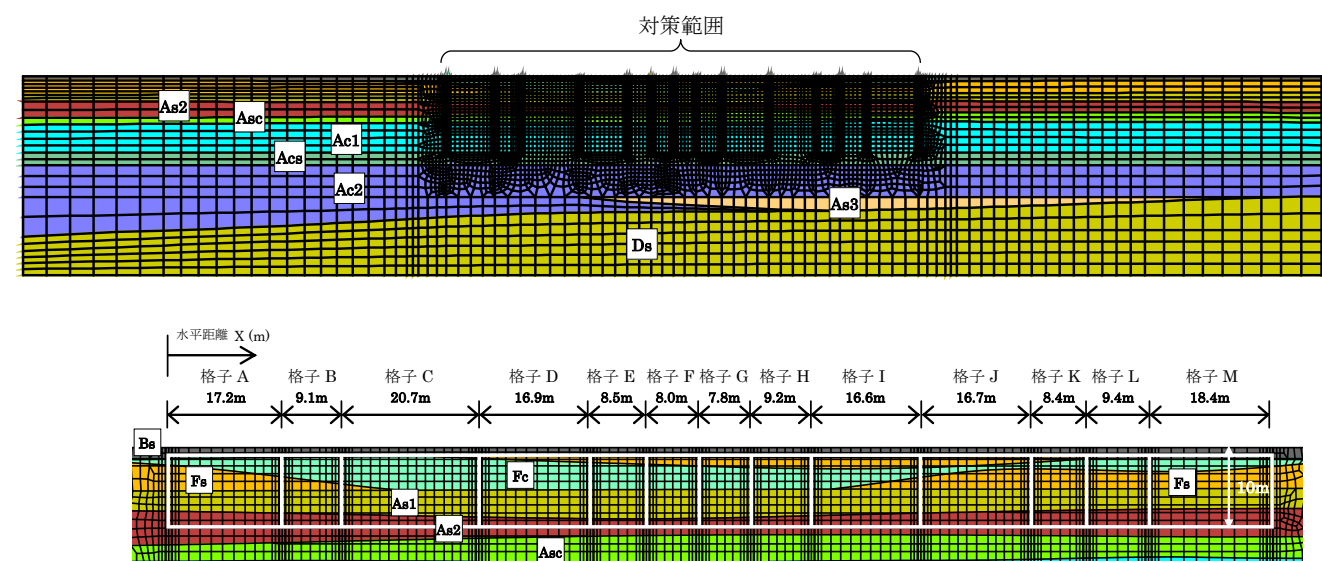 対策範囲
As2
Asc
Ac1
Acs
Ac2
As3
Ds
水平距離 X (m)
格子 A 格子 B 格子 C 格子 D 格子 E 格子 F 格子 G 格子 H 格子 I 格子 J 格子 K 格子 L 格子 M
17.2m 9.1m 20.7m 16.9m 8.5m 8.0m 7.8m 9.2m 16.6m 16.7m 8.4m 9.4m 18.4m
Bs
Fs Fc Fs
10m
As1
As2
Asc